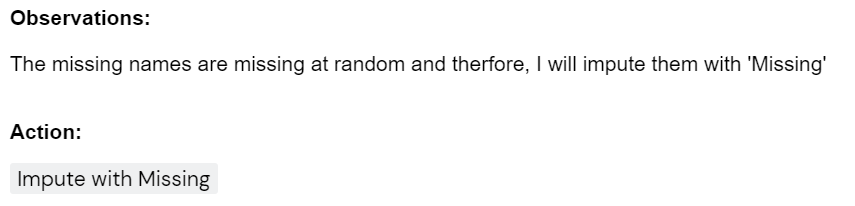 Observations:
The missing names are missing at random and therfore, I will impute them with 'Missing'
Action:
Impute with Missing